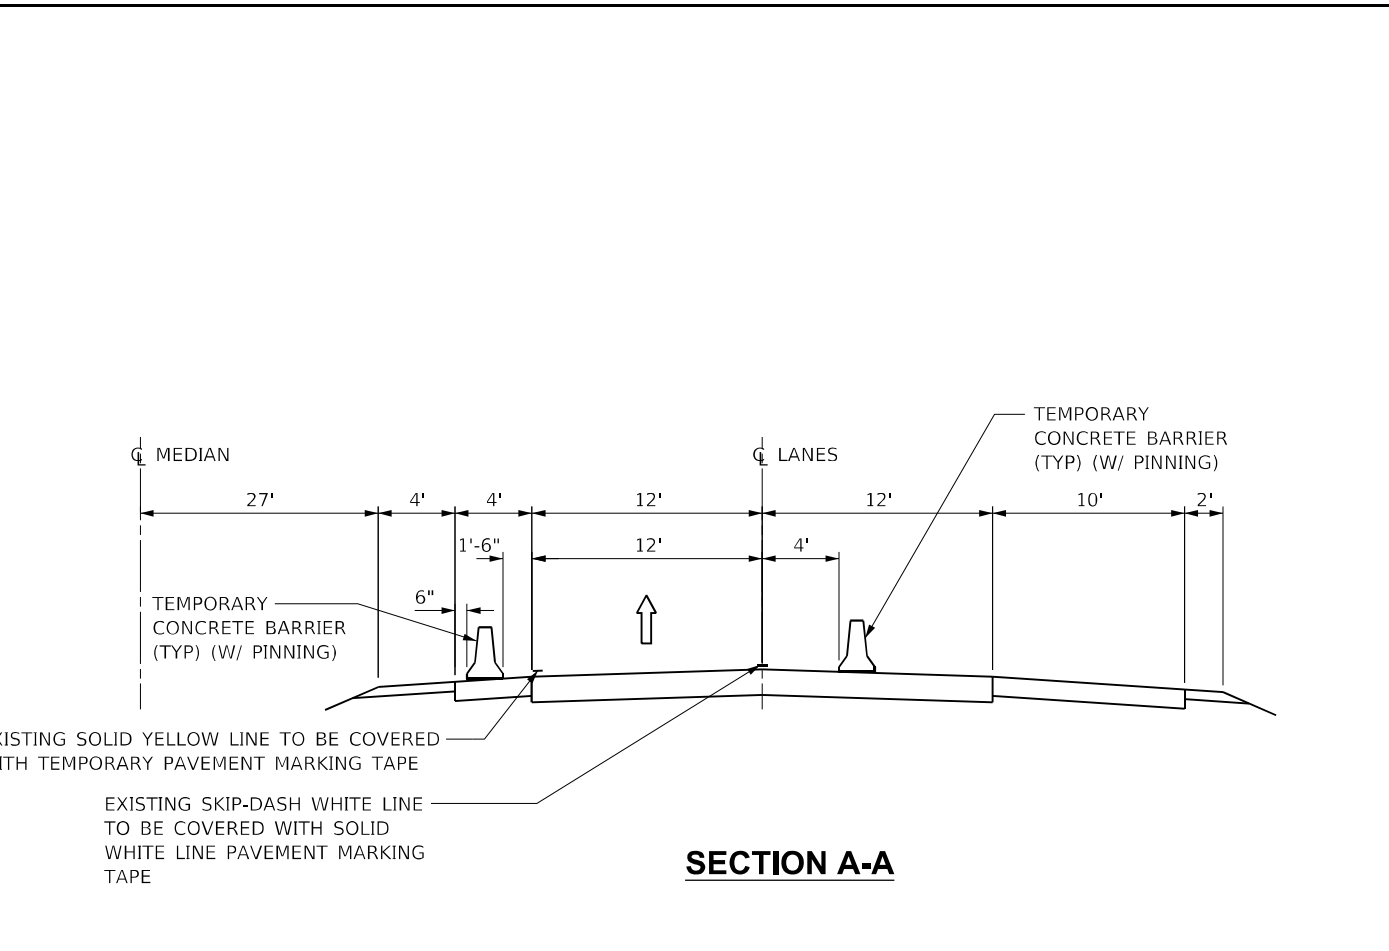 TEMPORARY
CONCRETE BARRIER
(TYP) (W/ PINNING)
℄ MEDIAN
℄ LANES
27' 4' 4' 12' 12' 10' 2'
1'-6" 12' 4'
6"
TEMPORARY
CONCRETE BARRIER
(TYP) (W/ PINNING)
SOLID YELLOW LINE TO BE COVERED
TEMPORARY PAVEMENT MARKING TAPE
EXISTING SKIP-DASH WHITE LINE
TO BE COVERED WITH SOLID
WHITE LINE PAVEMENT MARKING
TAPE
SECTION A-A